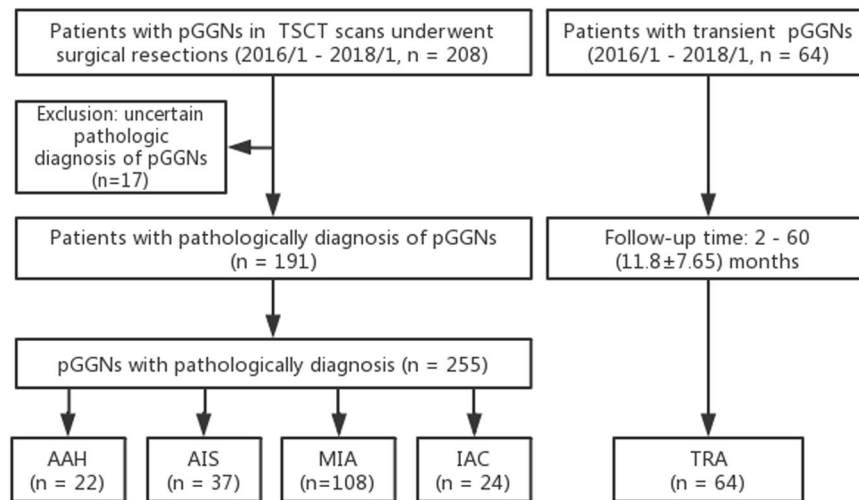 Patients with pGGNs in TSCT scans underwent
surgical resections (2016/1 - 2018/1, n = 208)
Patients with transient pGGNs
(2016/1 - 2018/1, n = 64)
Exclusion: uncertain
pathologic
diagnosis of pGGNs
(n=17)
Patients with pathologically diagnosis of pGGNs
(n = 191)
Follow-up time: 2 - 60
(11.8±7.65) months
pGGNs with pathologically diagnosis (n = 255)
AAH
(n = 22)
AIS
(n = 37)
MIA
(n=108)
IAC
(n = 24)
TRA
(n = 64)